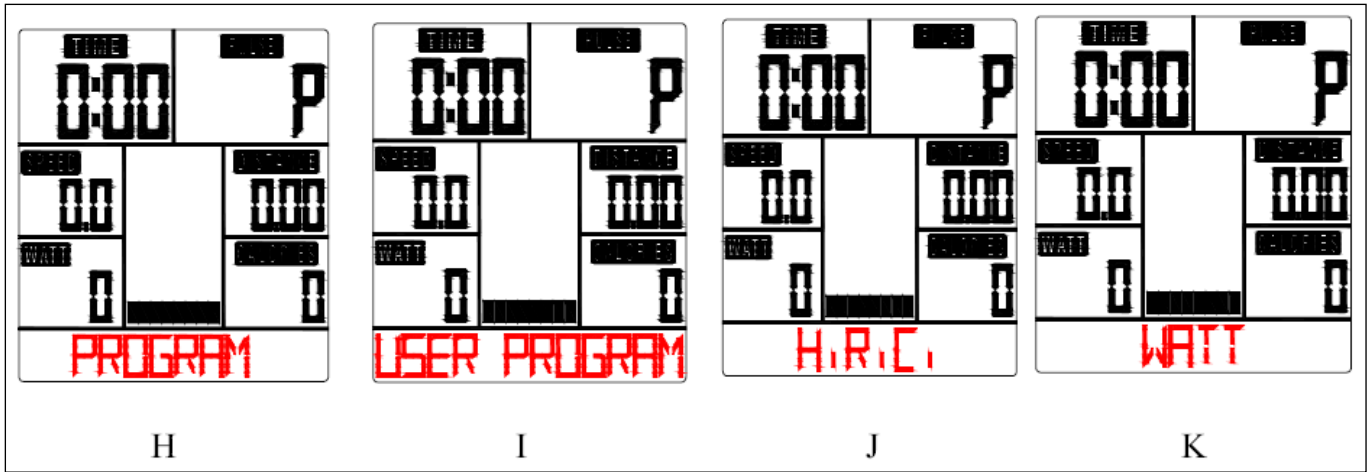 TIME PULSE
0:00 P
SPEED DISTANCE
0.0 0.00
WATT CALORIES
0 0
PROGRAM
H
TIME PULSE
0:00 P
SPEED DISTANCE
0.0 0.00
WATT CALORIES
0 0
USER PROGRAM
I
TIME PULSE
0:00 P
SPEED DISTANCE
0.0 0.00
WATT CALORIES
0 0
H.R.C.
J
TIME PULSE
0:00 P
SPEED DISTANCE
0.0 0.00
WATT CALORIES
0 0
WATT
K